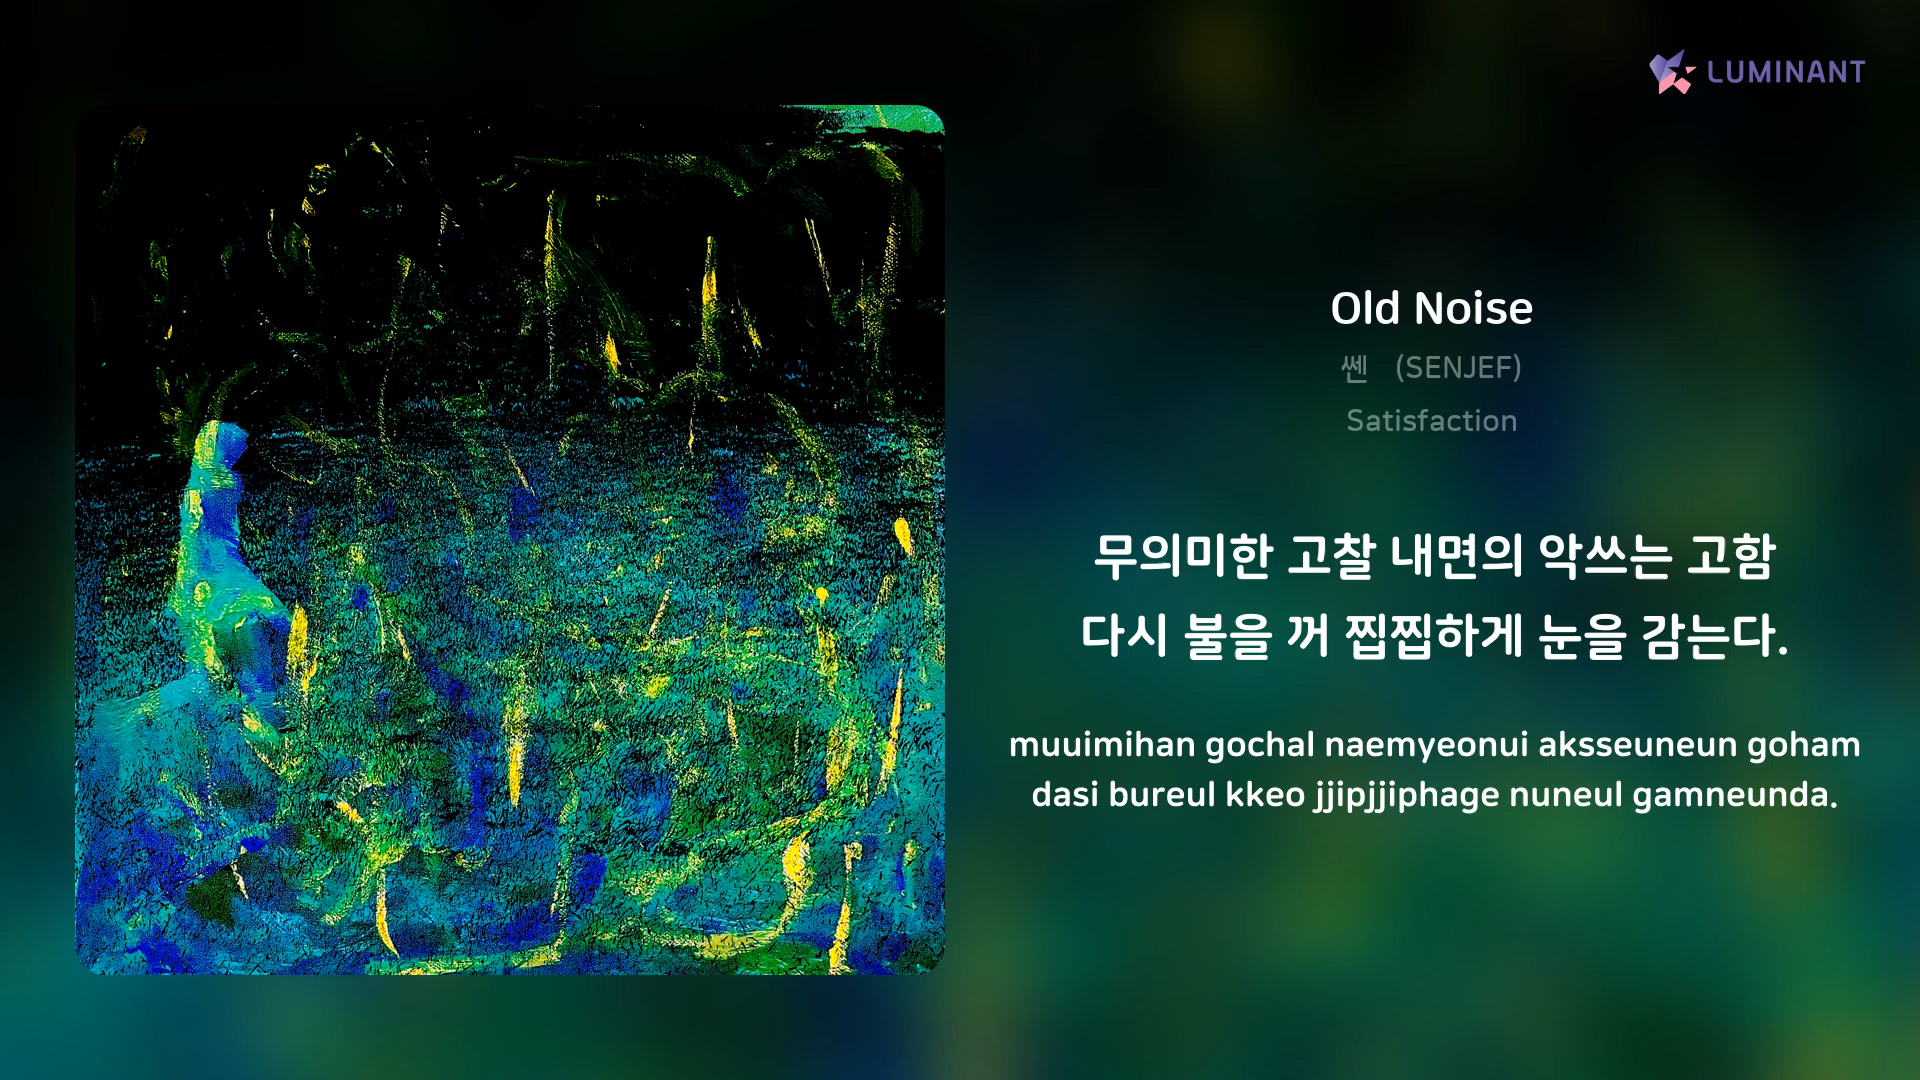 LUMINANT
Old Noise
쎈 (SENJEF)
Satisfaction
무의미한 고찰 내면의 악쓰는 고함
다시 불을 꺼 찝찝하게 눈을 감는다.
muuimihan gochal naemyeonui aksseuneun goham
dasi bureul kkeo jjipjjiphage nuneul gamneunda.